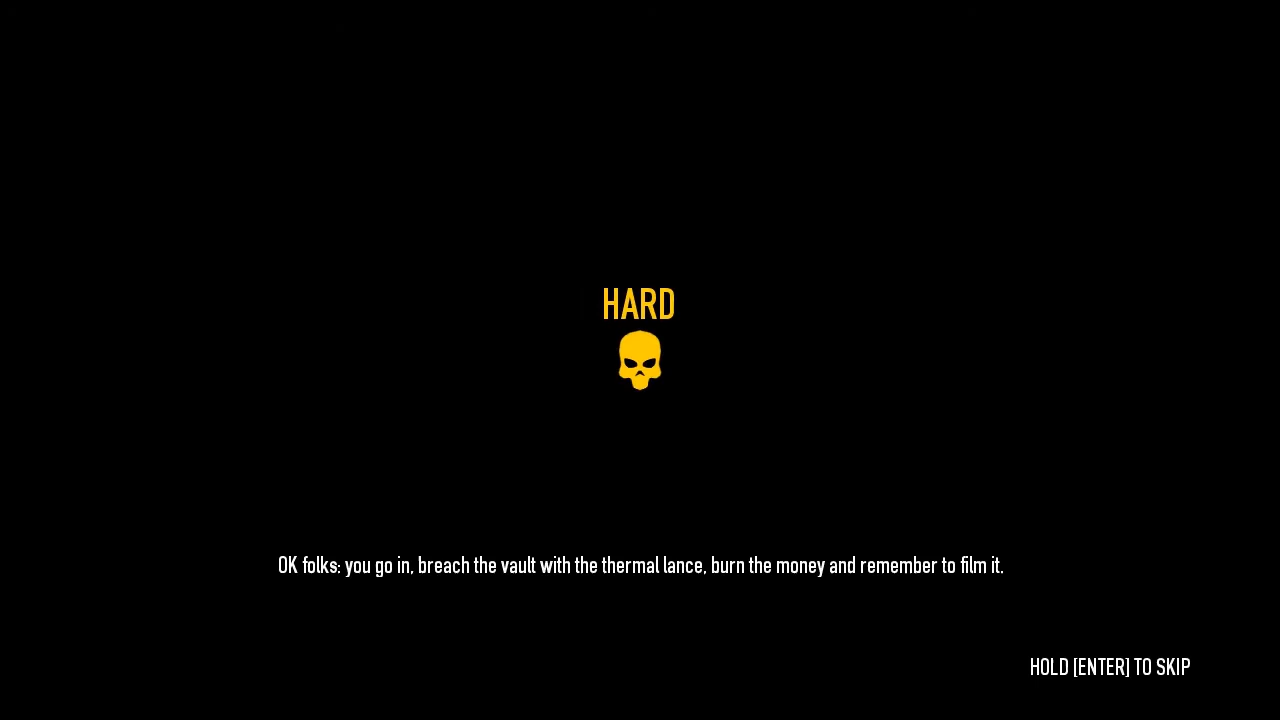 HARD
OK folks: you go in, breach the vault with the thermal lance, burn the money and remember to film it.
HOLD [ENTER] TO SKIP